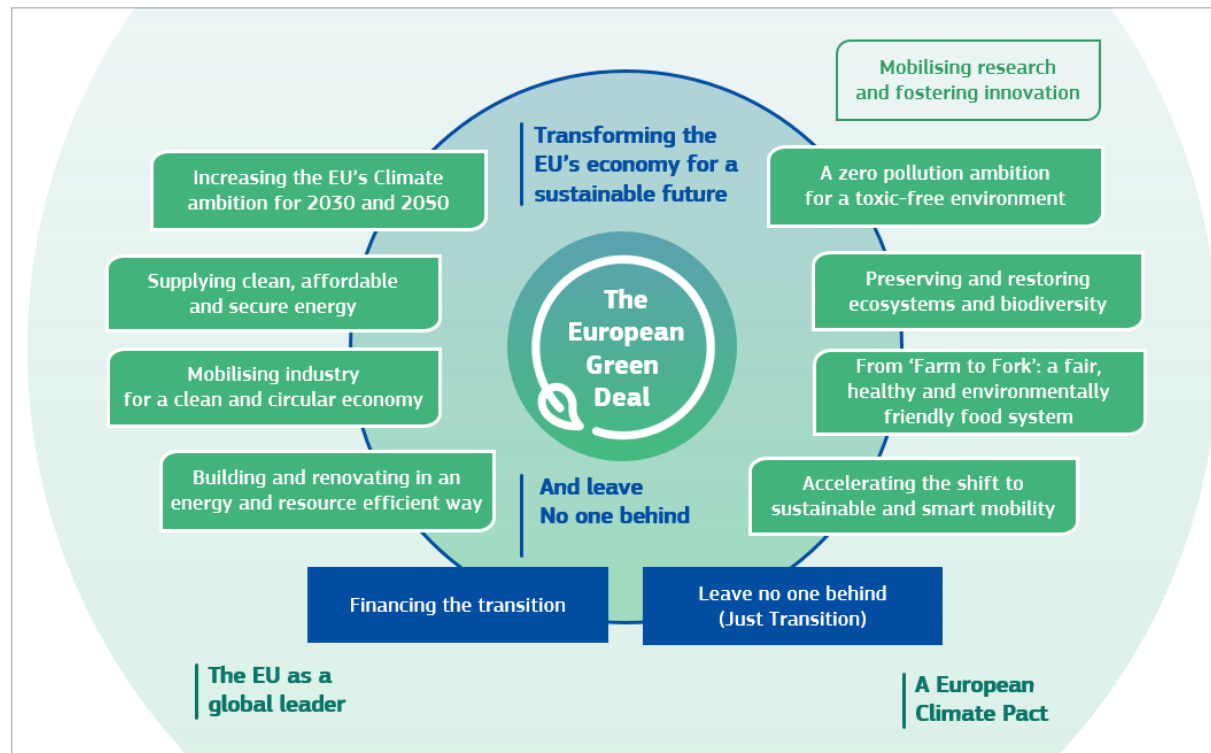 Mobilising research
and fostering innovation
Transforming the
EU's economy for a
sustainable future
Increasing the EU's Climate
ambition for 2030 and 2050
A zero pollution ambition
for a toxic-free environment
Supplying clean, affordable
and secure energy
Preserving and restoring
ecosystems and biodiversity
The
European
Green
Deal
Mobilising industry
for a clean and circular economy
From ‘Farm to Fork’: a fair,
healthy and environmentally
friendly food system
Building and renovating in an
energy and resource efficient way
And leave
No one behind
Accelerating the shift to
sustainable and smart mobility
Financing the transition
Leave no one behind
(Just Transition)
The EU as a
global leader
A European
Climate Pact